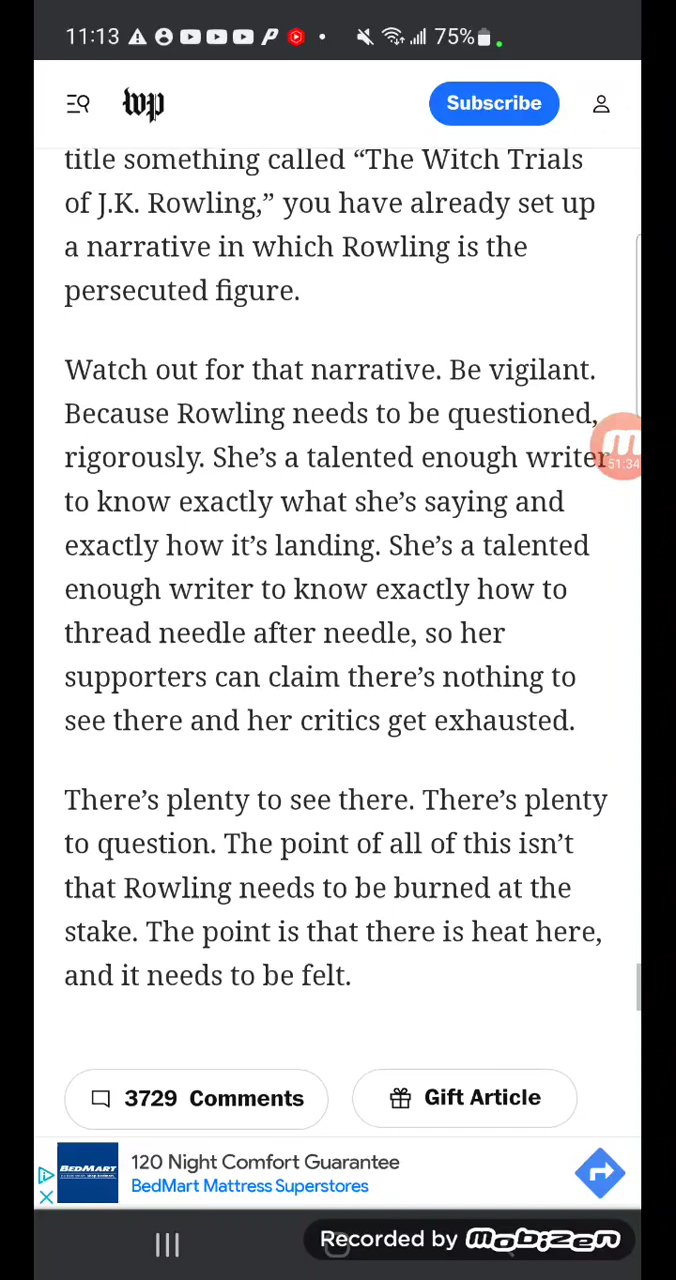 11:13 75%
wp Subscribe
title something called “The Witch Trials
of J.K. Rowling,” you have already set up
a narrative in which Rowling is the
persecuted figure.
Watch out for that narrative. Be vigilant.
Because Rowling needs to be questioned,
rigorously. She’s a talented enough writer
51:34
to know exactly what she’s saying and
exactly how it’s landing. She’s a talented
enough writer to know exactly how to
thread needle after needle, so her
supporters can claim there’s nothing to
see there and her critics get exhausted.
There’s plenty to see there. There’s plenty
to question. The point of all of this isn’t
that Rowling needs to be burned at the
stake. The point is that there is heat here,
and it needs to be felt.
3729 Comments Gift Article
BEDMART 120 Night Comfort Guarantee
BedMart Mattress Superstores
Recorded by mobizen